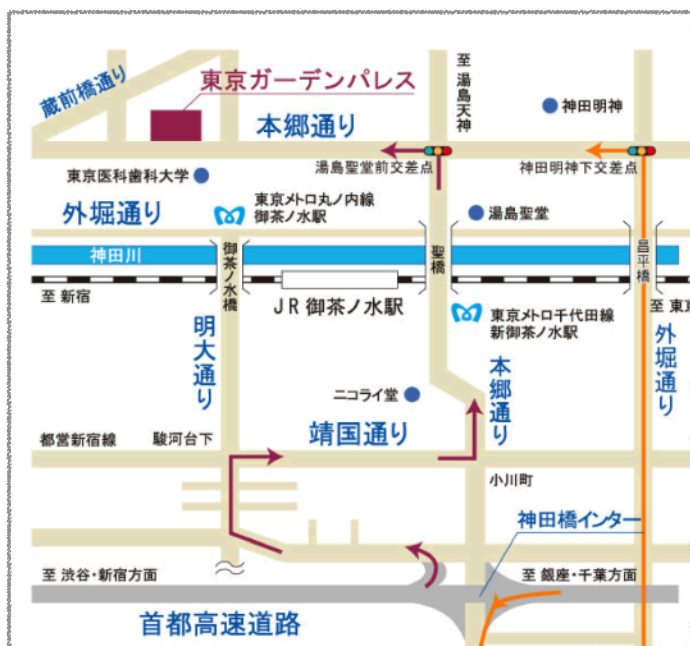 至 湯島天神
蔵前橋通り
東京ガーデンパレス
神田明神
本郷通り
湯島聖堂前交差点
神田明神下交差点
東京医科歯科大学
東京メトロ丸ノ内線
御茶ノ水駅
外堀通り
湯島聖堂
神田川
御茶ノ水橋
聖橋
昌平橋
至 新宿
JR 御茶ノ水駅
至 東京
東京メトロ千代田線
新御茶ノ水駅
明大通り
本郷通り
外堀通り
ニコライ堂
都営新宿線
駿河台下
靖国通り
小川町
神田橋インター
至 渋谷・新宿方面
至 銀座・千葉方面
首都高速道路